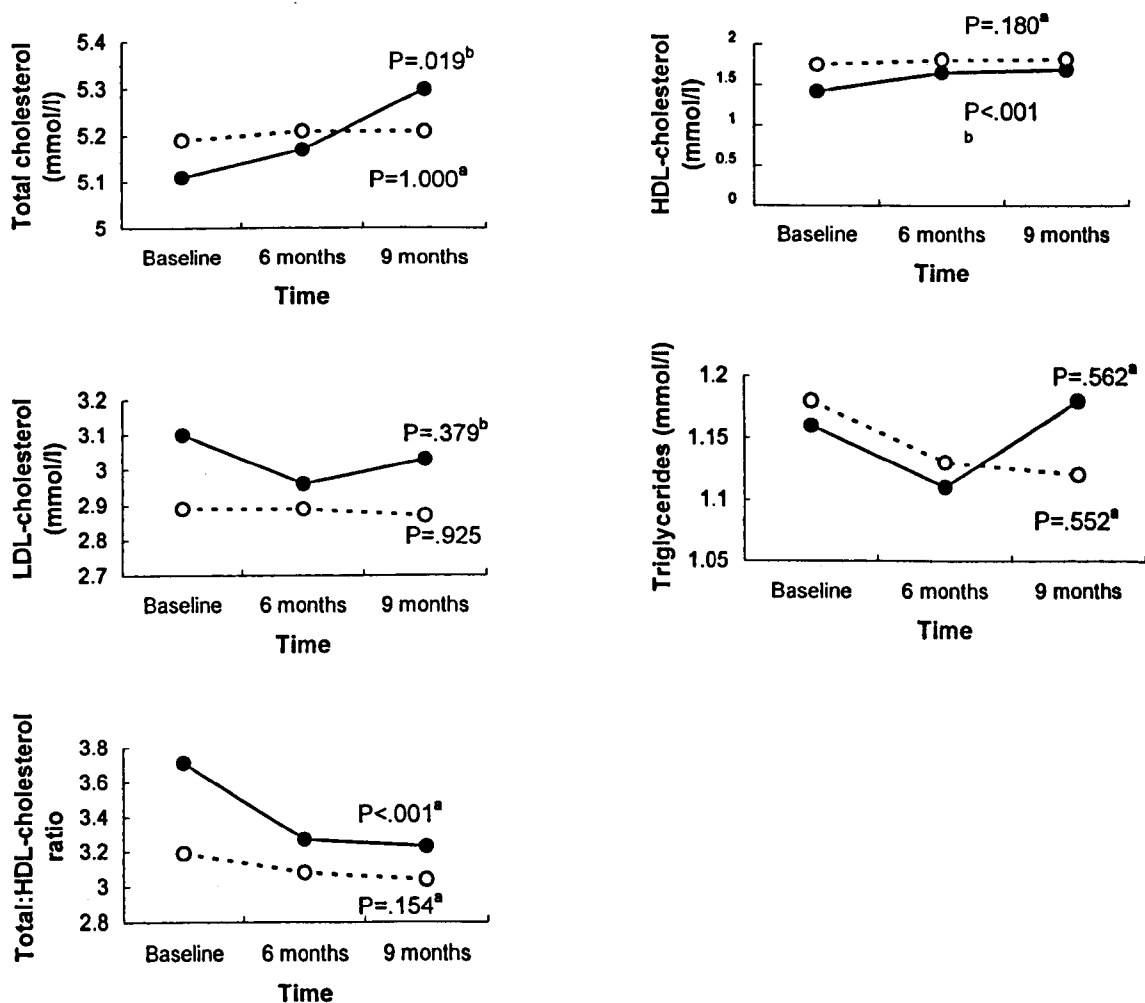 Total cholesterol
(mmol/l)
5.4
5.3
5.2
5.1
5
P=.019ᵇ
P=1.000ᵃ
Baseline 6 months 9 months
Time
HDL-cholesterol
(mmol/l)
2
1.5
1
0.5
0
P=.180ᵃ
P<.001
b
Baseline 6 months 9 months
Time
LDL-cholesterol
(mmol/l)
3.2
3.1
3
2.9
2.8
2.7
P=.379ᵇ
P=.925
Baseline 6 months 9 months
Time
Triglycerides (mmol/l)
1.2
1.15
1.1
1.05
P=.562ᵃ
P=.552ᵃ
Baseline 6 months 9 months
Time
Total:HDL-cholesterol
ratio
3.8
3.6
3.4
3.2
3
2.8
P<.001ᵃ
P=.154ᵃ
Baseline 6 months 9 months
Time